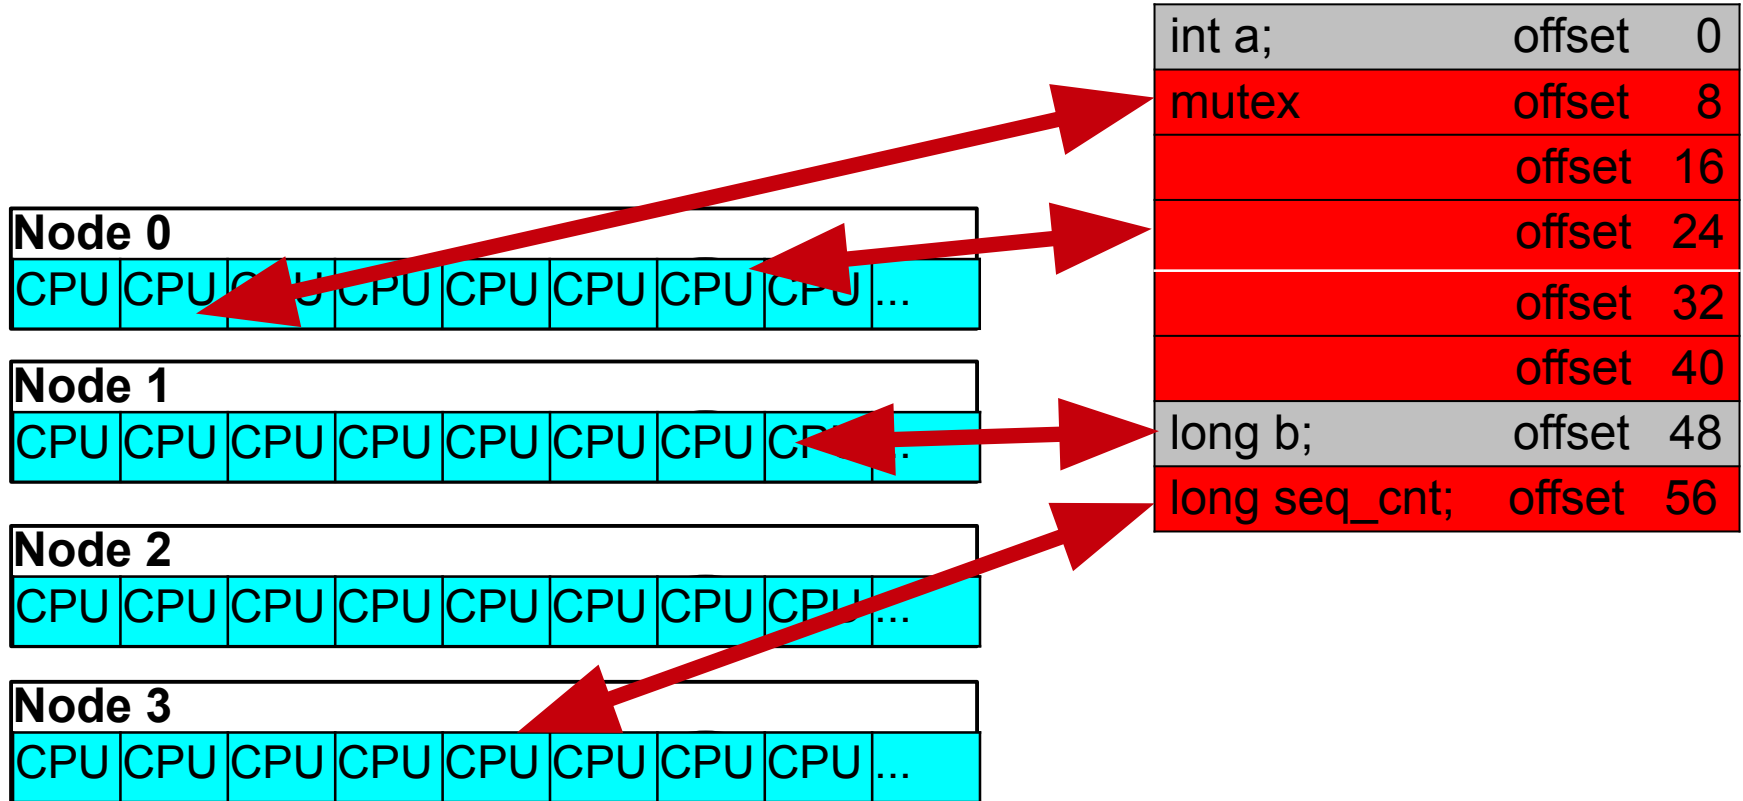 int a; offset 0
mutex offset 8
offset 16
offset 24
offset 32
offset 40
long b; offset 48
long seq_cnt; offset 56
Node 0
CPU CPU CPU CPU CPU CPU CPU CPU ...
Node 1
CPU CPU CPU CPU CPU CPU CPU CPU ...
Node 2
CPU CPU CPU CPU CPU CPU CPU CPU ...
Node 3
CPU CPU CPU CPU CPU CPU CPU CPU ...